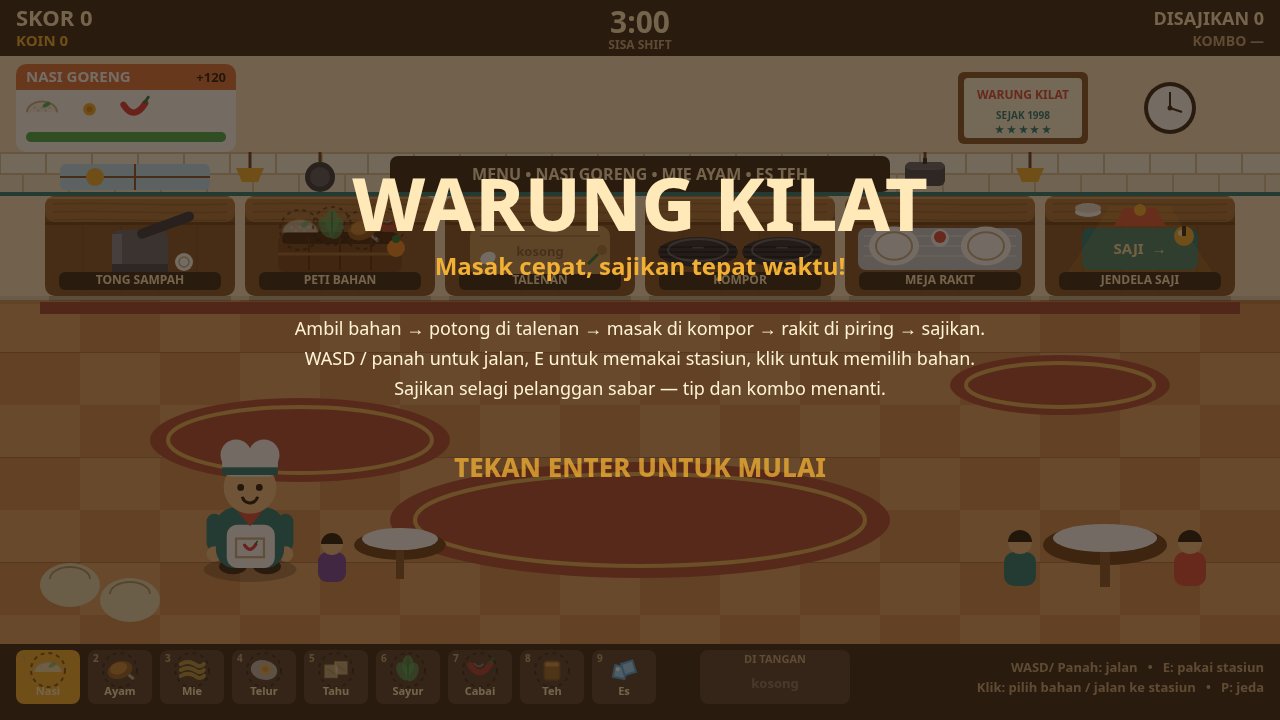 SKOR 0
KOIN 0
3:00
SISA SHIFT
DISAJIKAN 0
KOMBO —
NASI GORENG +120
WARUNG KILAT
SEJAK 1998
★★★★★
MENU • NASI GORENG • MIE AYAM • ES TEH
WARUNG KILAT
Masak cepat, sajikan tepat waktu!
kosong
SAJI →
TONG SAMPAH
PETI BAHAN
TALENAN
KOMPOR
MEJA RAKIT
JENDELA SAJI
Ambil bahan → potong di talenan → masak di kompor → rakit di piring → sajikan.
WASD / panah untuk jalan, E untuk memakai stasiun, klik untuk memilih bahan.
Sajikan selagi pelanggan sabar — tip dan kombo menanti.
TEKAN ENTER UNTUK MULAI
Nasi
2 Ayam
3 Mie
4 Telur
5 Tahu
6 Sayur
7 Cabai
8 Teh
9 Es
DI TANGAN
kosong
WASD/ Panah: jalan • E: pakai stasiun
Klik: pilih bahan / jalan ke stasiun • P: jeda